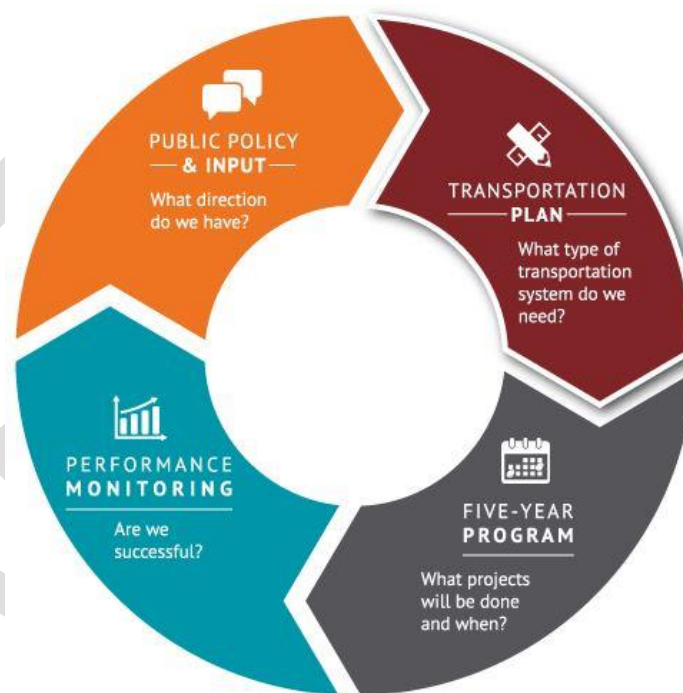 PUBLIC POLICY
& INPUT
What direction
do we have?
TRANSPORTATION
PLAN
What type of
transportation
system do we
need?
FIVE-YEAR
PROGRAM
What projects
will be done
and when?
PERFORMANCE
MONITORING
Are we
successful?